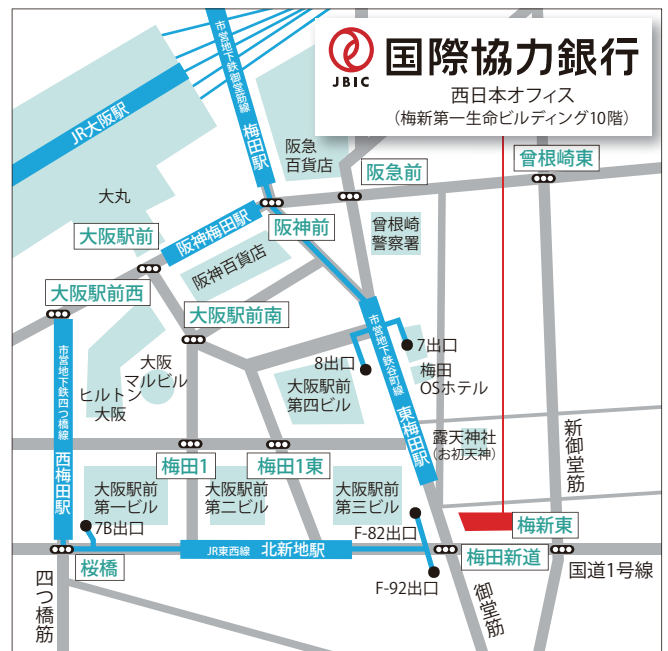 JBIC
国際協力銀行
西日本オフィス
(梅新第一生命ビルディング10階)
市営地下鉄御堂筋線
梅田駅
JR大阪駅
阪急
百貨店
阪急前
曾根崎東
大丸
阪神梅田駅
阪神前
曾根崎
警察署
大阪駅前
阪神百貨店
大阪駅前西
大阪駅前南
市営地下鉄四つ橋線
西梅田駅
大阪
マルビル
ヒルトン
大阪
8出口
7出口
市営地下鉄谷町線
東梅田駅
大阪駅前
第四ビル
梅田
OSホテル
露天神社
(お初天神)
新御堂筋
梅田1
梅田1東
大阪駅前
第一ビル
大阪駅前
第二ビル
大阪駅前
第三ビル
7B出口
F-82出口
梅新東
桜橋
JR東西線 北新地駅
梅田新道
国道1号線
F-92出口
四つ橋筋
御堂筋